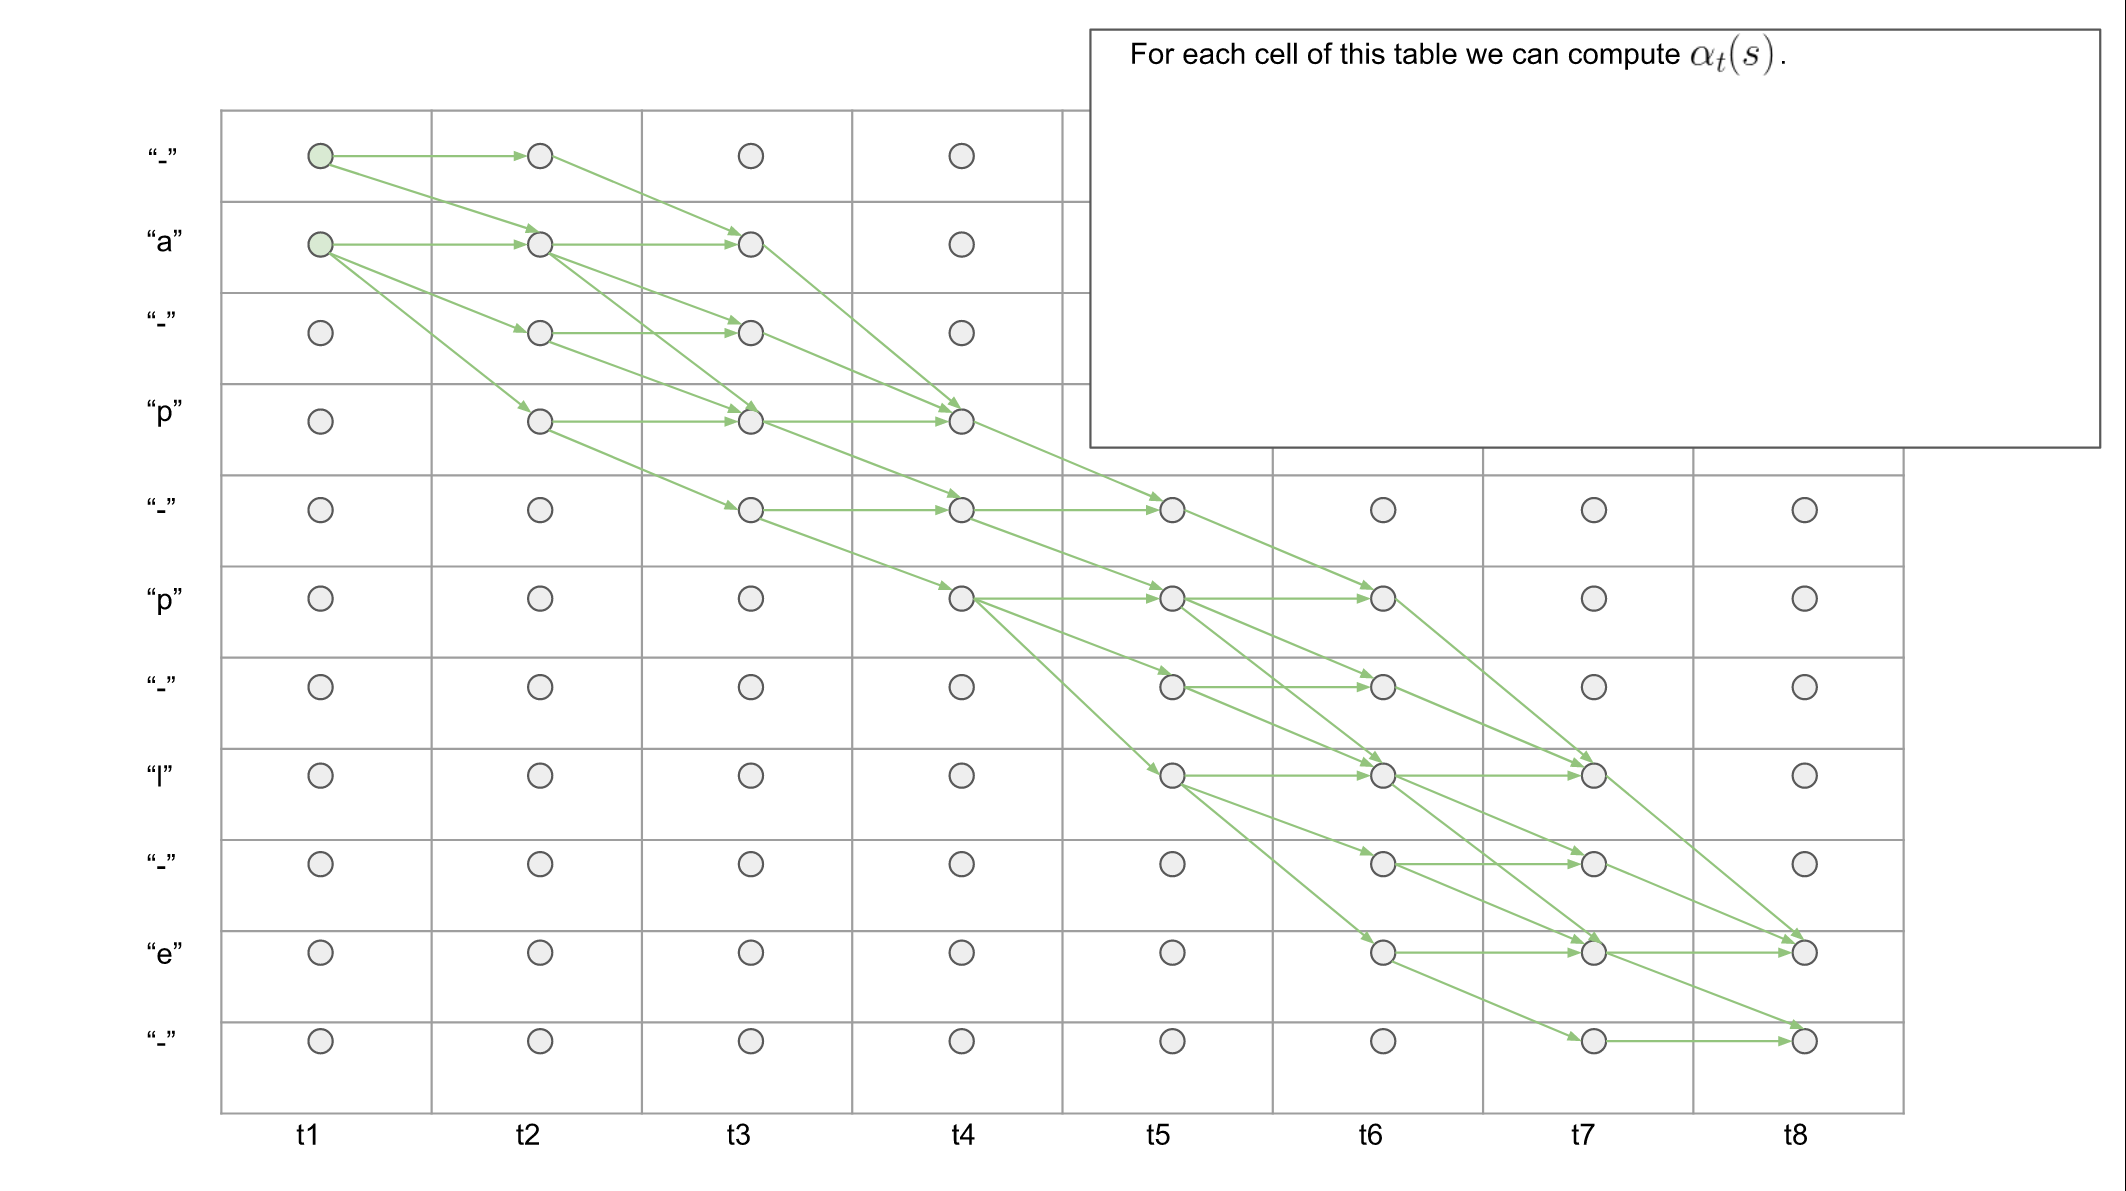 For each cell of this table we can compute αₜ(s).
“-”
“a”
“-”
“p”
“-”
“p”
“-”
“l”
“-”
“e”
“-”
t1 t2 t3 t4 t5 t6 t7 t8